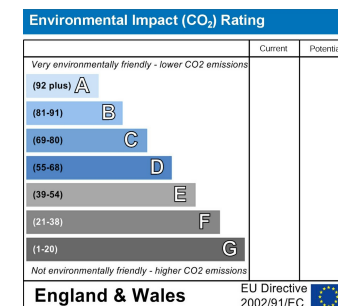 Environmental Impact (CO₂) Rating
Current Potentia
Very environmentally friendly - lower CO2 emissions
(92 plus) A
(81-91) B
(69-80) C
(55-68) D
(39-54) E
(21-38) F
(1-20) G
Not environmentally friendly - higher CO2 emissions
England & Wales
EU Directive
2002/91/EC